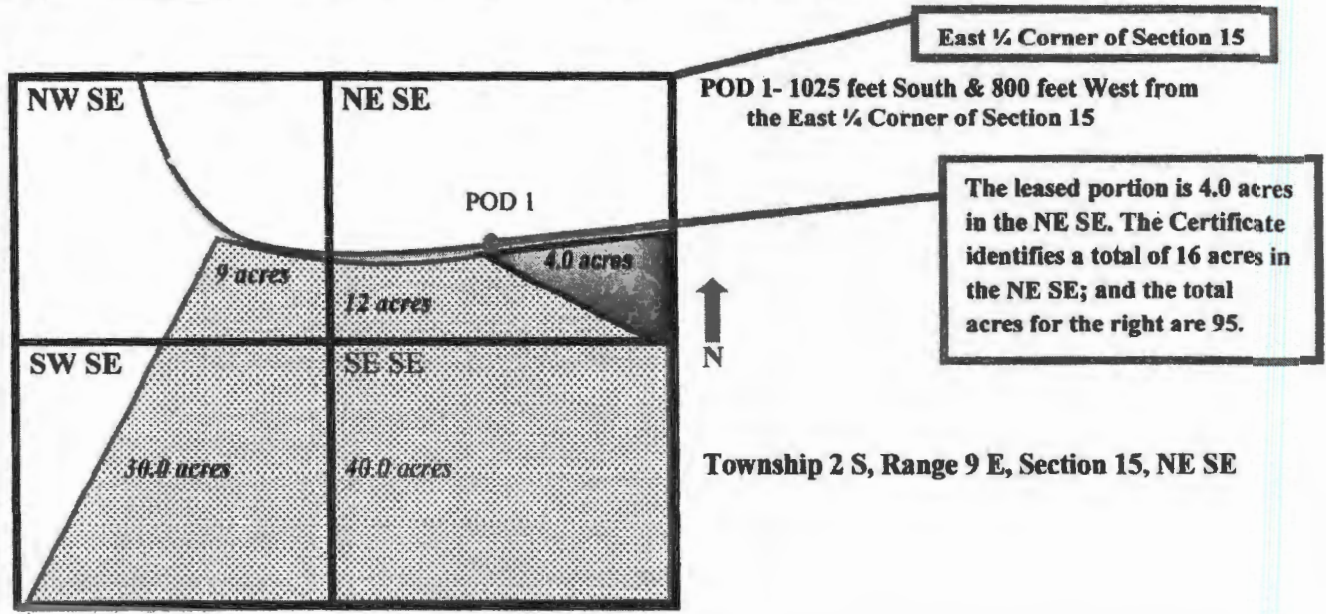 East ¼ Corner of Section 15
NW SE
NE SE
POD 1- 1025 feet South & 800 feet West from
the East ¼ Corner of Section 15
POD 1
The leased portion is 4.0 acres
in the NE SE. The Certificate
identifies a total of 16 acres in
the NE SE; and the total
acres for the right are 95.
9 acres
4.0 acres
12 acres
N
SW SE
SE SE
30.0 acres
40.0 acres
Township 2 S, Range 9 E, Section 15, NE SE